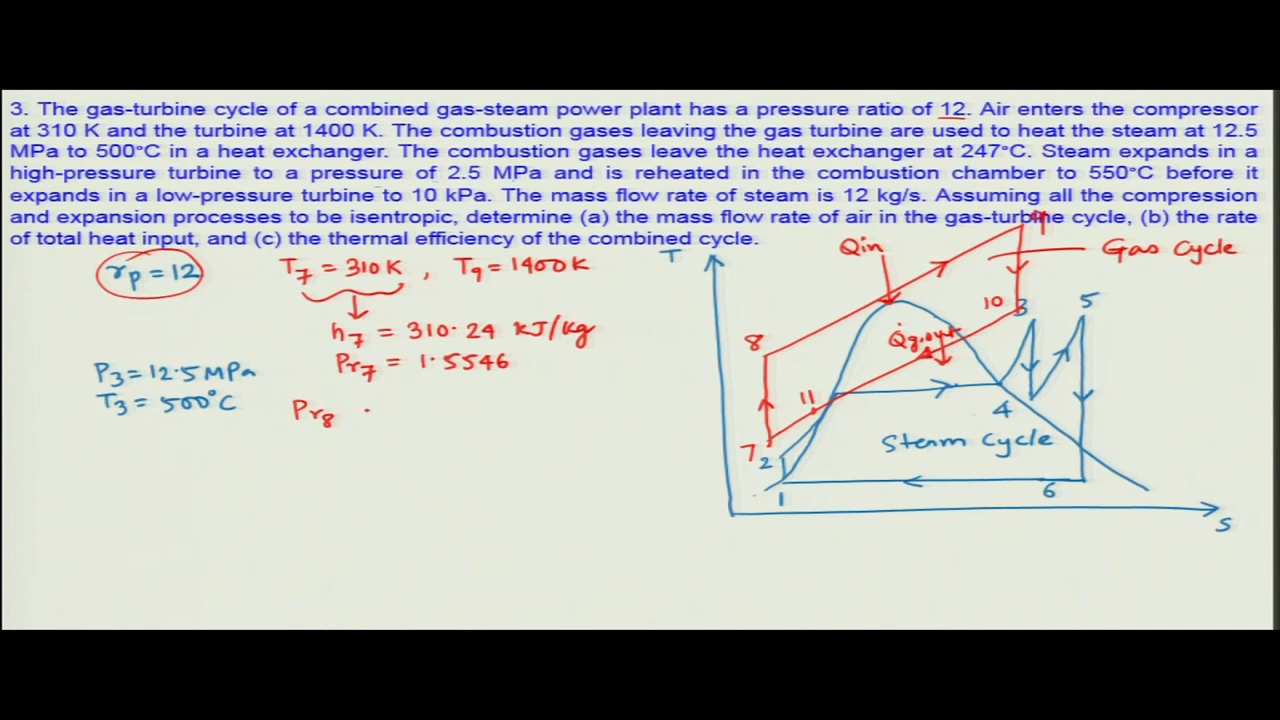 3. The gas-turbine cycle of a combined gas-steam power plant has a pressure ratio of 12. Air enters the compressor
at 310 K and the turbine at 1400 K. The combustion gases leaving the gas turbine are used to heat the steam at 12.5
MPa to 500°C in a heat exchanger. The combustion gases leave the heat exchanger at 247°C. Steam expands in a
high-pressure turbine to a pressure of 2.5 MPa and is reheated in the combustion chamber to 550°C before it
expands in a low-pressure turbine to 10 kPa. The mass flow rate of steam is 12 kg/s. Assuming all the compression
and expansion processes to be isentropic, determine (a) the mass flow rate of air in the gas-turbine cycle, (b) the rate
of total heat input, and (c) the thermal efficiency of the combined cycle.
rp = 12
T7 = 310K , T9 = 1400K
h7 = 310.24 KJ/kg
Pr7 = 1.5546
P3 = 12.5 MPa
T3 = 500°C
Pr8
T
Qin
9
Gas Cycle
8
10
3
5
Q̇g,out
11
4
7
2
Steam Cycle
1
6
S